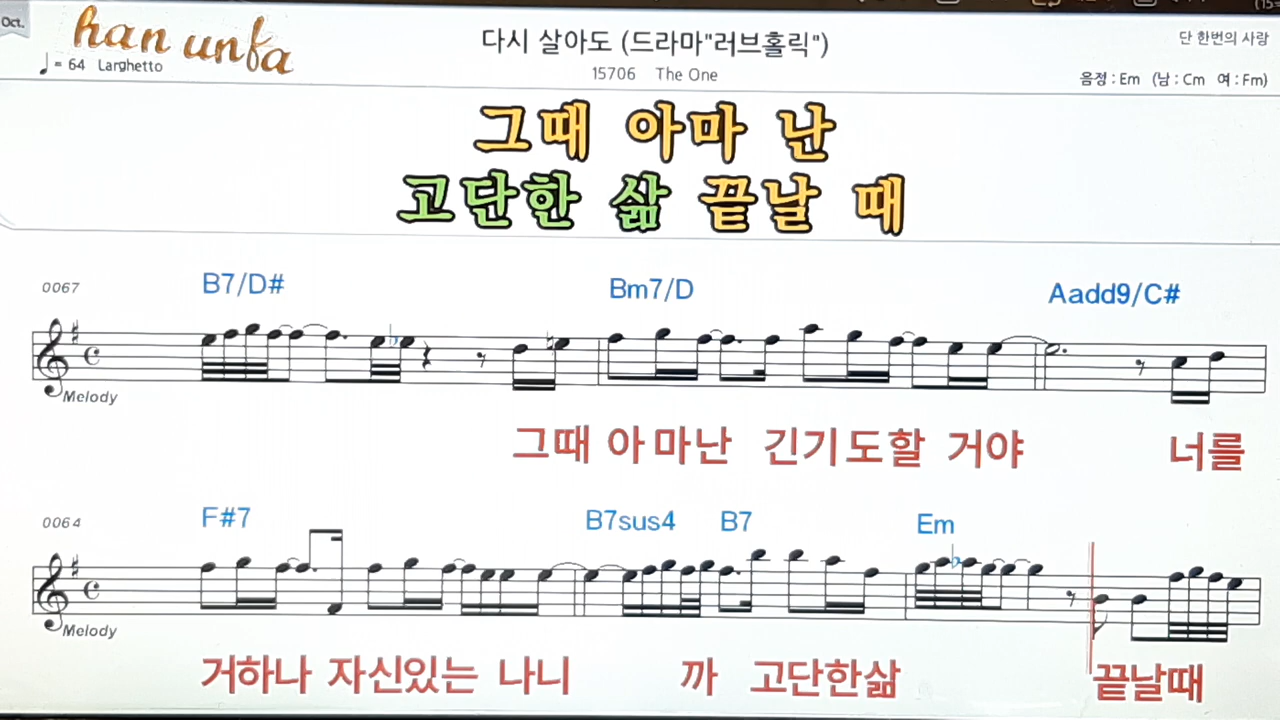 Oct.
han unfa
♩ = 64 Larghetto
다시 살아도 (드라마"러브홀릭")
15706 The One
단 한번의 사랑
음정 : Em (남 : Cm 여 : Fm)
그때 아마 난
고단한 삶 끝날 때
0067
B7/D# Bm7/D Aadd9/C#
Melody
그때 아마난 긴기도할 거야 너를
0064
F#7 B7sus4 B7 Em
Melody
거하나 자신있는 나니 까 고단한삶 끝날때